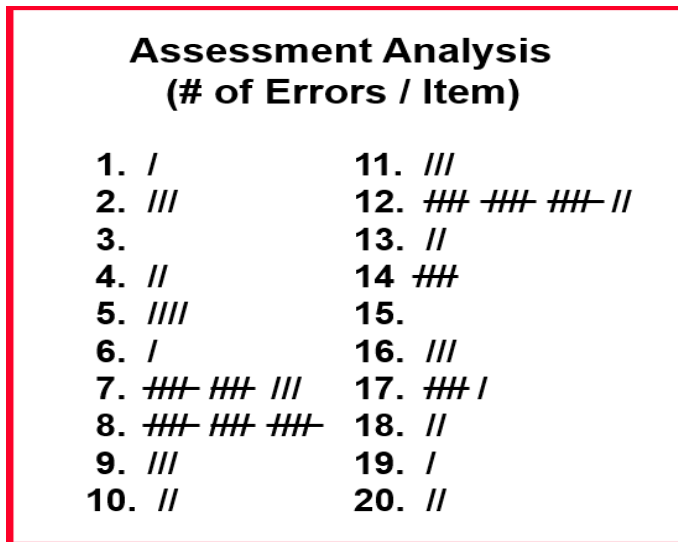 Assessment Analysis
(# of Errors / Item)
1. /
2. ///
3.
4. //
5. ////
6. /
7. ~~////~~ ~~////~~ ///
8. ~~////~~ ~~////~~ ~~////~~
9. ///
10. //
11. ///
12. ~~////~~ ~~////~~ ~~////~~ //
13. //
14 ~~////~~
15.
16. ///
17. ~~////~~ /
18. //
19. /
20. //